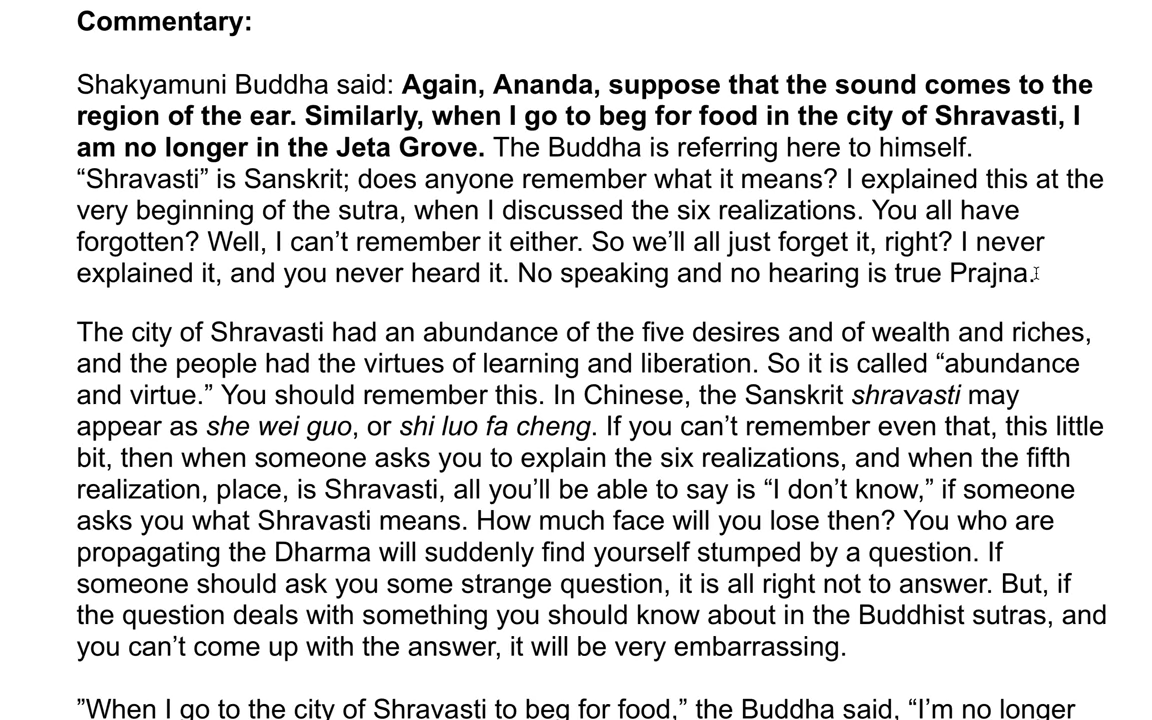 Commentary:
Shakyamuni Buddha said: Again, Ananda, suppose that the sound comes to the
region of the ear. Similarly, when I go to beg for food in the city of Shravasti, I
am no longer in the Jeta Grove. The Buddha is referring here to himself.
“Shravasti” is Sanskrit; does anyone remember what it means? I explained this at the
very beginning of the sutra, when I discussed the six realizations. You all have
forgotten? Well, I can’t remember it either. So we’ll all just forget it, right? I never
explained it, and you never heard it. No speaking and no hearing is true Prajna.
The city of Shravasti had an abundance of the five desires and of wealth and riches,
and the people had the virtues of learning and liberation. So it is called “abundance
and virtue.” You should remember this. In Chinese, the Sanskrit shravasti may
appear as she wei guo, or shi luo fa cheng. If you can’t remember even that, this little
bit, then when someone asks you to explain the six realizations, and when the fifth
realization, place, is Shravasti, all you’ll be able to say is “I don’t know,” if someone
asks you what Shravasti means. How much face will you lose then? You who are
propagating the Dharma will suddenly find yourself stumped by a question. If
someone should ask you some strange question, it is all right not to answer. But, if
the question deals with something you should know about in the Buddhist sutras, and
you can’t come up with the answer, it will be very embarrassing.
”When I go to the city of Shravasti to beg for food,” the Buddha said, “I’m no longer